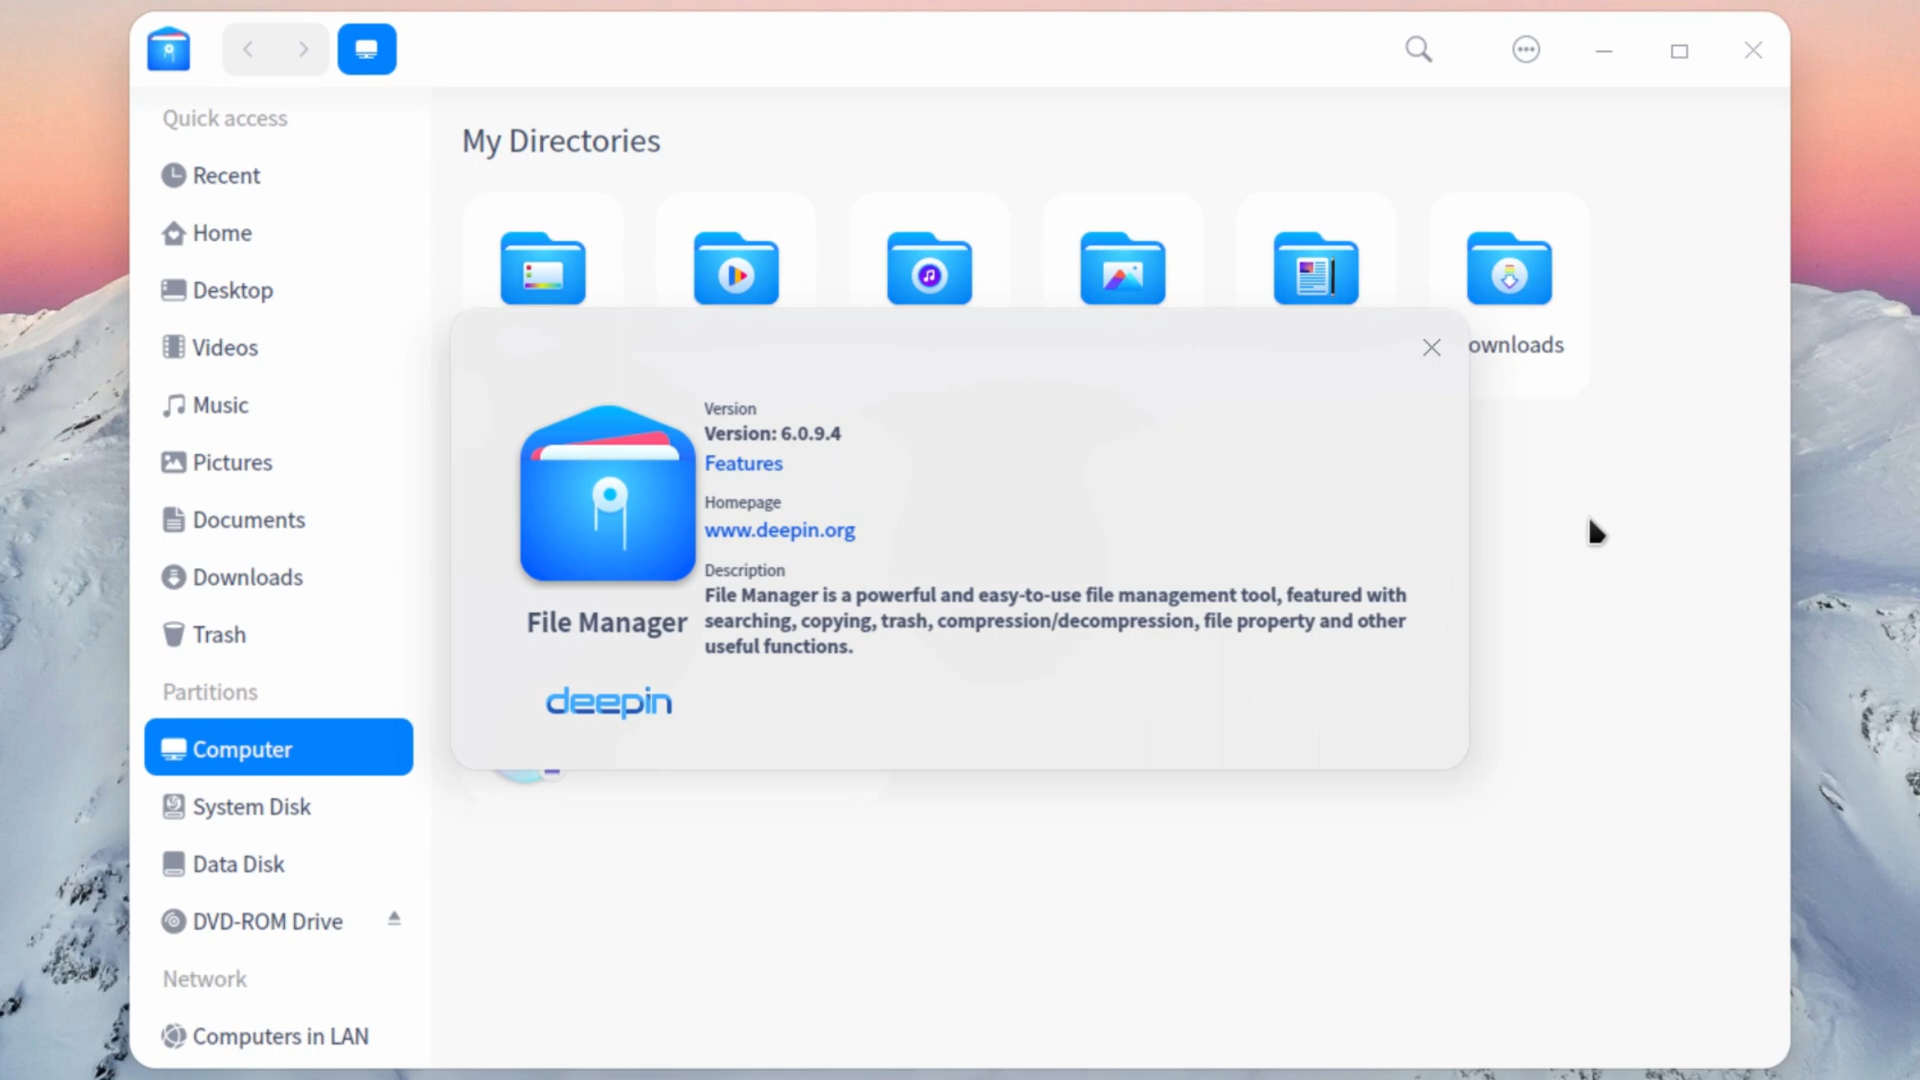 Quick access
Recent
Home
Desktop
Videos
Music
Pictures
Documents
Downloads
Trash
Partitions
Computer
System Disk
Data Disk
DVD-ROM Drive
Network
Computers in LAN
My Directories
ownloads
File Manager
deepin
Version
Version: 6.0.9.4
Features
Homepage
www.deepin.org
Description
File Manager is a powerful and easy-to-use file management tool, featured with
searching, copying, trash, compression/decompression, file property and other
useful functions.